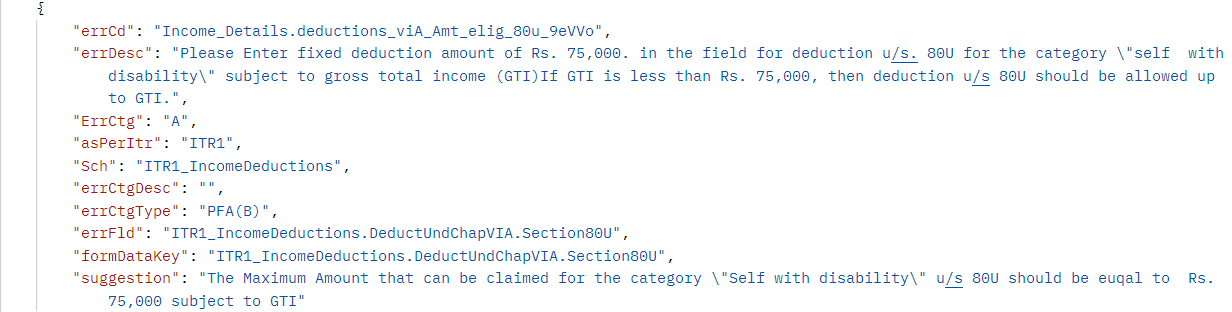 {
"errCd": "Income_Details.deductions_viA_Amt_elig_80u_9eVVo",
"errDesc": "Please Enter fixed deduction amount of Rs. 75,000. in the field for deduction u/s. 80U for the category \"self  with
disability\" subject to gross total income (GTI)If GTI is less than Rs. 75,000, then deduction u/s 80U should be allowed up
to GTI.",
"ErrCtg": "A",
"asPerItr": "ITR1",
"Sch": "ITR1_IncomeDeductions",
"errCtgDesc": "",
"errCtgType": "PFA(B)",
"errFld": "ITR1_IncomeDeductions.DeductUndChapVIA.Section80U",
"formDataKey": "ITR1_IncomeDeductions.DeductUndChapVIA.Section80U",
"suggestion": "The Maximum Amount that can be claimed for the category \"Self with disability\" u/s 80U should be euqal to  Rs.
75,000 subject to GTI"